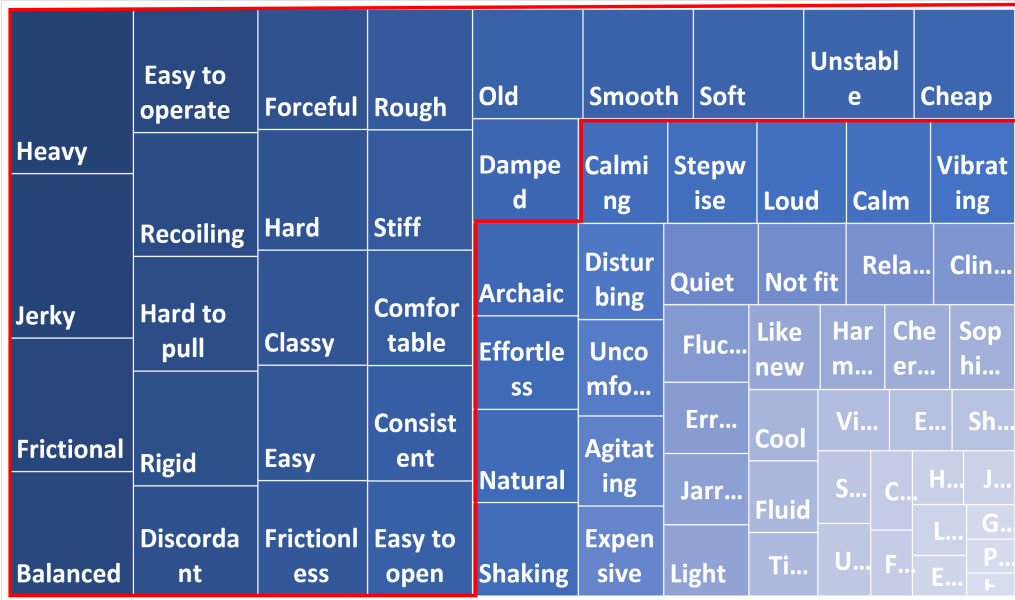 Heavy
Jerky
Frictional
Balanced
Easy to
operate
Recoiling
Hard to
pull
Rigid
Discorda
nt
Forceful
Hard
Classy
Easy
Frictionl
ess
Rough
Stiff
Comfor
table
Consist
ent
Easy to
open
Old
Smooth
Soft
Unstabl
e
Cheap
Dampe
d
Calmi
ng
Stepw
ise
Loud
Calm
Vibrat
ing
Archaic
Effortle
ss
Natural
Shaking
Distur
bing
Unco
mfo...
Agitat
ing
Expen
sive
Quiet
Not fit
Rela...
Clin...
Fluc...
Err...
Jarr...
Light
Like
new
Har
m...
Che
er...
Sop
hi...
Cool
Fluid
Ti...
Vi...
E...
Sh...
S...
C...
H...
J...
U...
F...
L...
E...
G...
P...